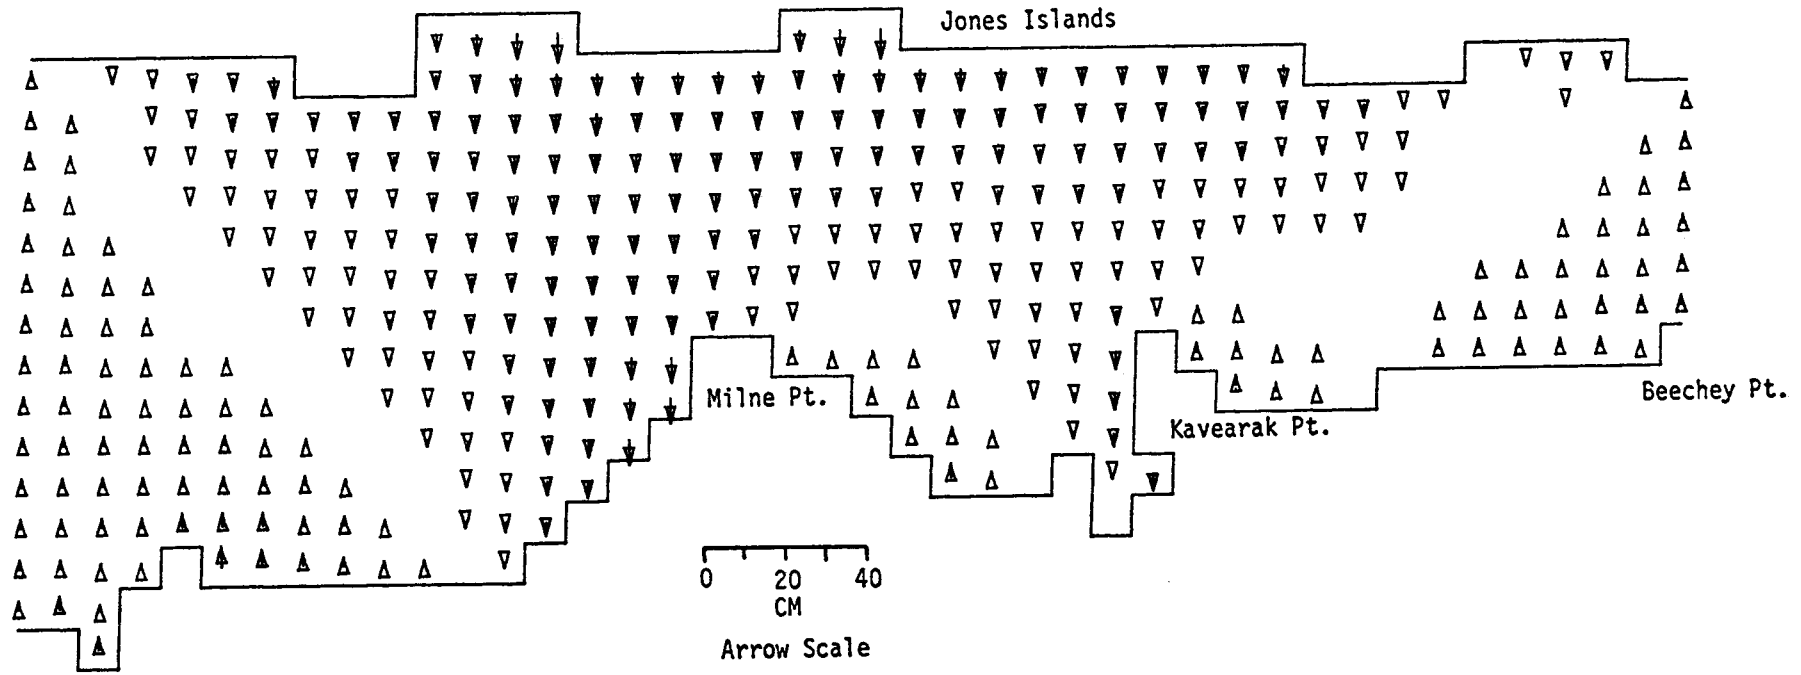 Jones Islands
Milne Pt.
Beechey Pt.
Kavearak Pt.
0 20 40
CM
Arrow Scale